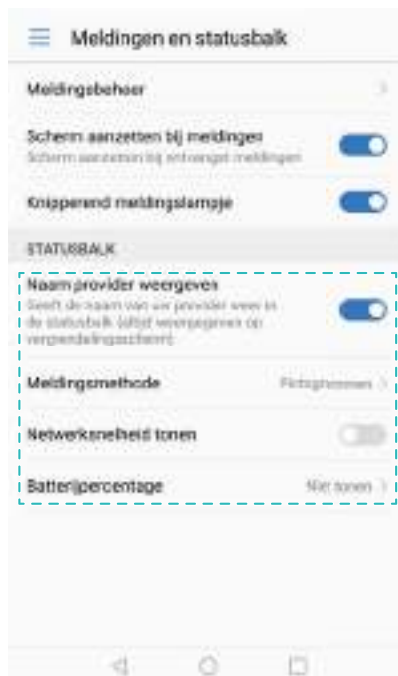 Meldingen en statusbalk
Meldingsbeheer
Scherm aanzetten bij meldingen
Scherm aanzetten bij ontvangst meldingen
Knipperend meldingslampje
STATUSBALK
Naam provider weergeven
Geeft de naam van uw provider weer in
de statusbalk (altijd weergegeven op
vergrendelingsscherm)
Meldingsmethode
Pictogrammen
Netwerksnelheid tonen
Batterijpercentage
Niet tonen